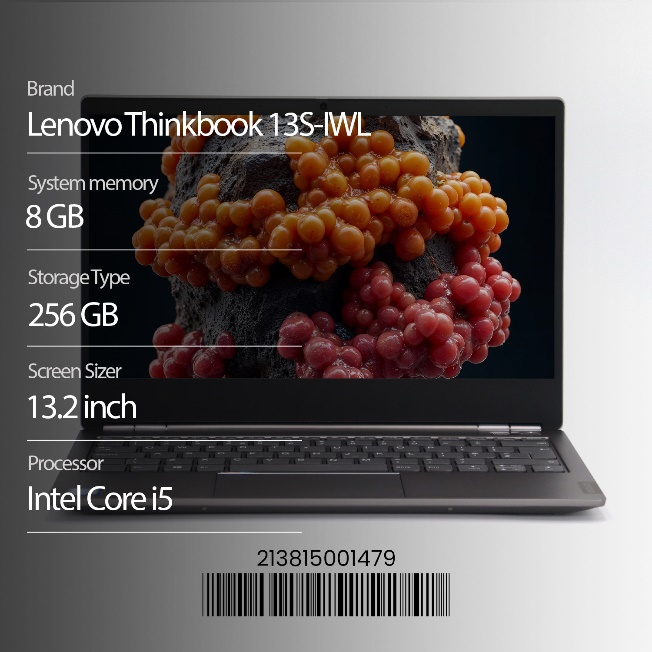 Brand
Lenovo Thinkbook 13S-IWL
System memory
8 GB
Storage Type
256 GB
Screen Sizer
13.2 inch
Processor
Intel Core i5
213815001479